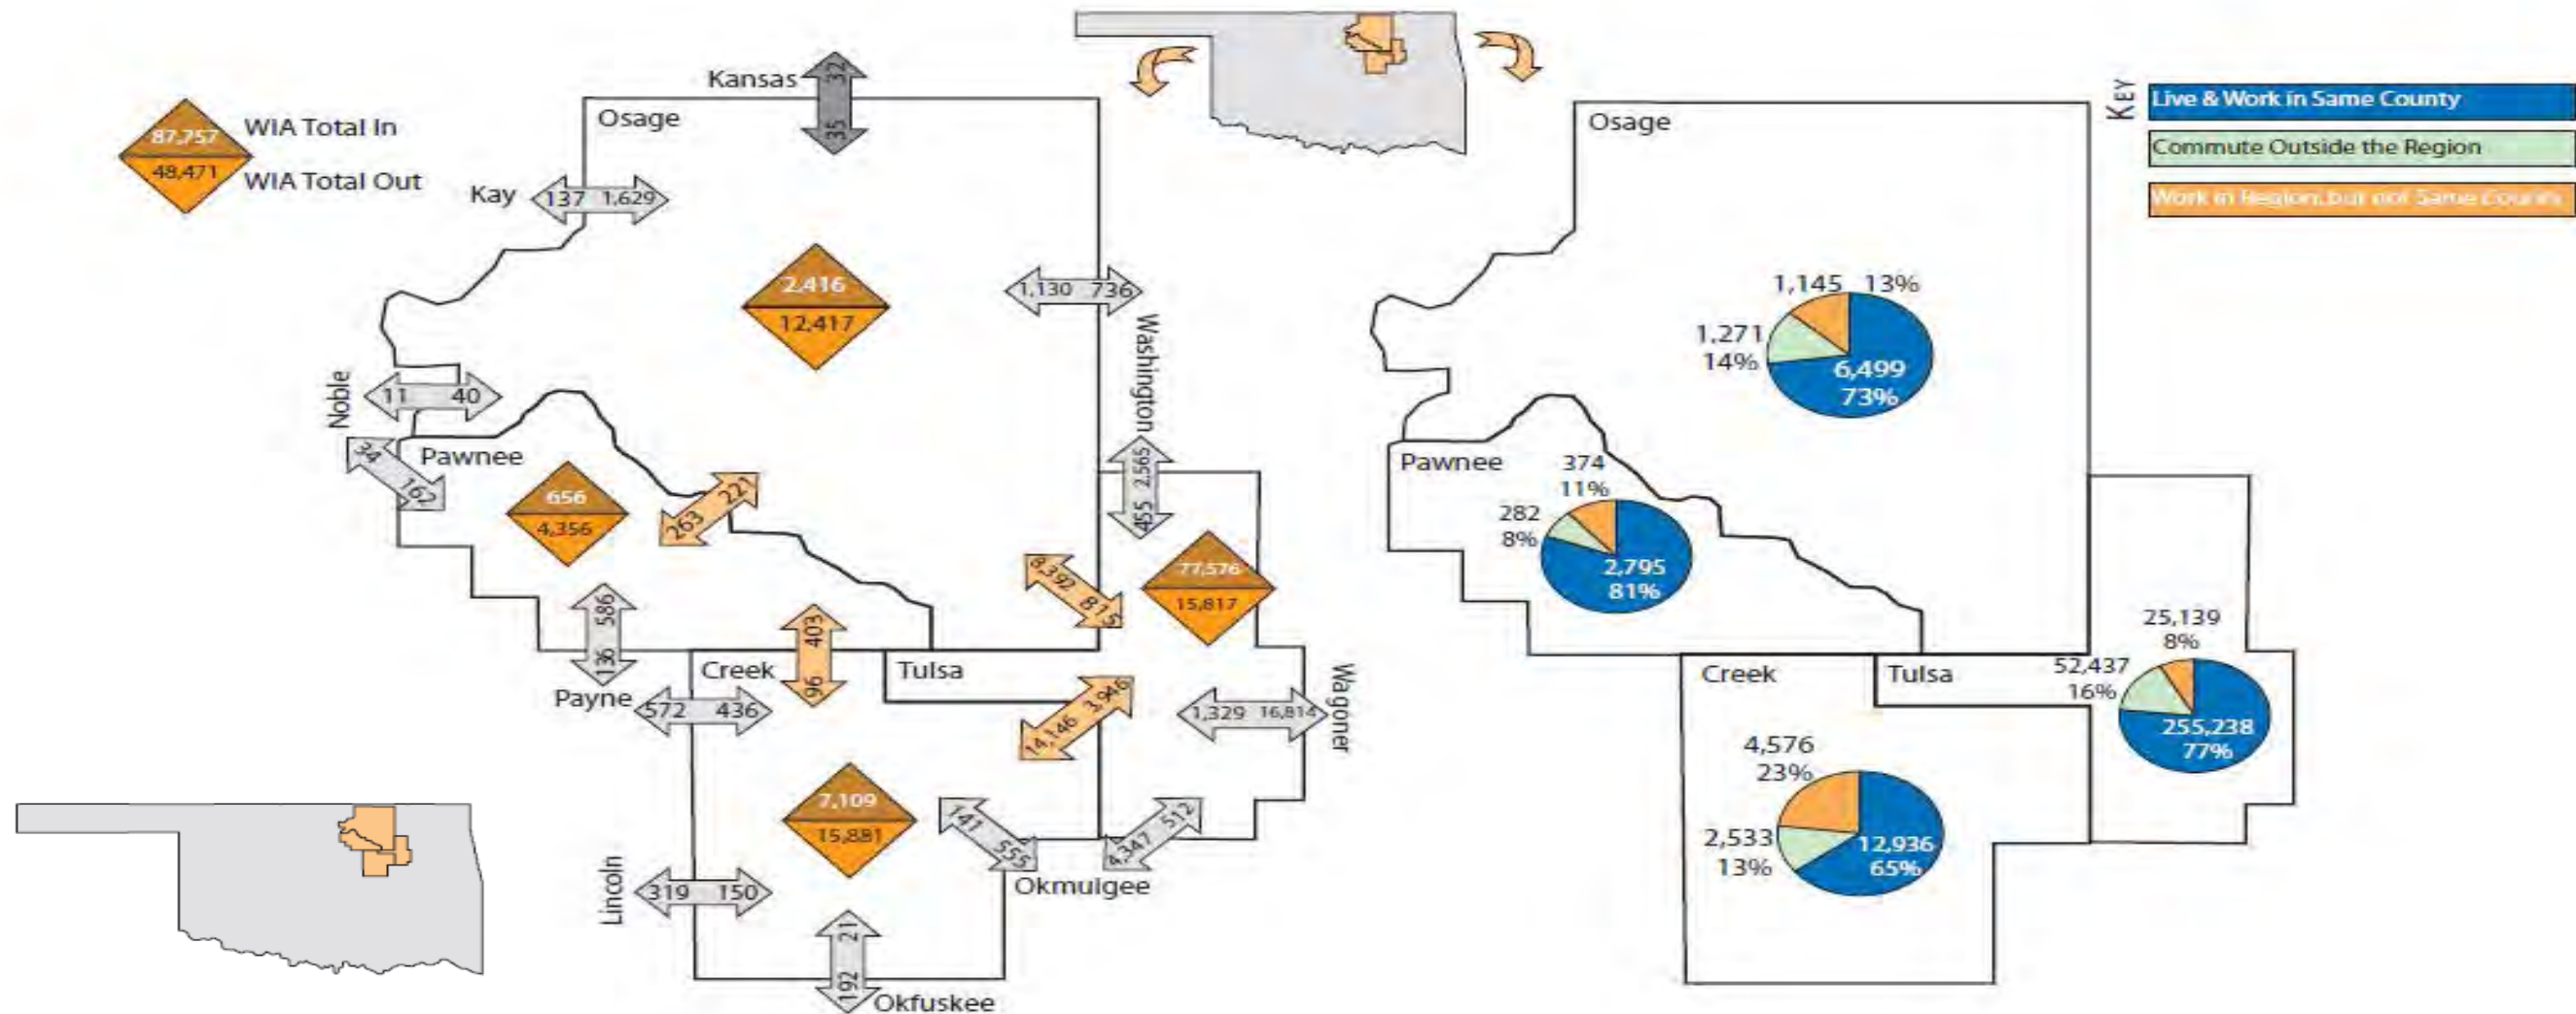 Kansas
32
35
Osage
87,757
WIA Total In
48,471
WIA Total Out
Kay
137 1,629
2,416
12,417
1,130 736
Washington
Noble
11 40
34
162
Pawnee
656
4,356
263 221
455 2,565
8,392 815
77,576
15,817
586
136
Payne
403
96
Creek
Tulsa
572 436
14,146 3,946
1,329 16,814
Wagoner
7,109
15,881
141
555
4,347 512
Okmulgee
Lincoln
319 150
21
192
Okfuskee
KEY
Live & Work in Same County
Commute Outside the Region
Work in Region, but not Same County
Osage
1,145 13%
1,271
14%
6,499
73%
Pawnee
374
11%
282
8%
2,795
81%
Creek
Tulsa
25,139
8%
52,437
16%
255,238
77%
4,576
23%
2,533
13%
12,936
65%